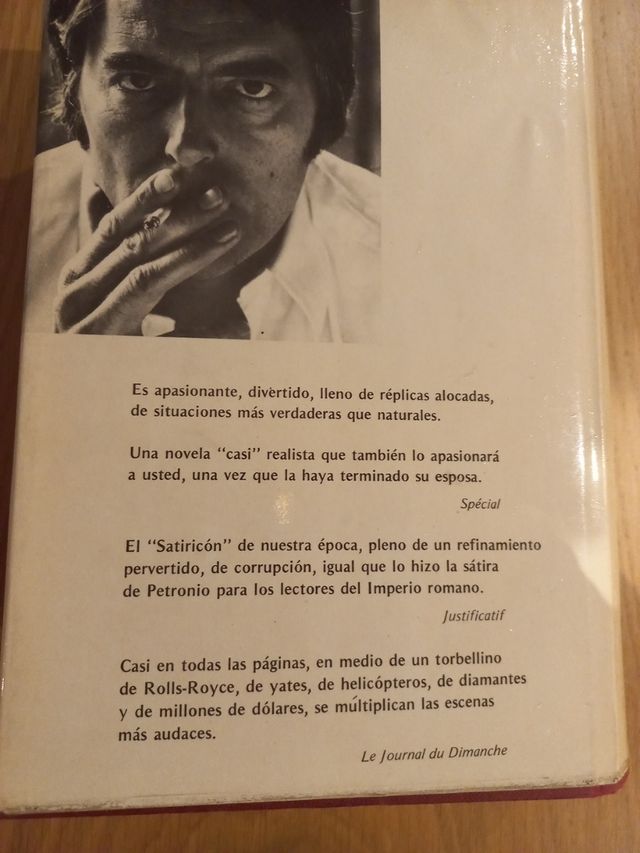 Es apasionante, divertido, lleno de réplicas alocadas,
de situaciones más verdaderas que naturales.
Una novela "casi" realista que también lo apasionará
a usted, una vez que la haya terminado su esposa.
Spécial
El "Satiricón" de nuestra época, pleno de un refinamiento
pervertido, de corrupción, igual que lo hizo la sátira
de Petronio para los lectores del Imperio romano.
Justificatif
Casi en todas las páginas, en medio de un torbellino
de Rolls-Royce, de yates, de helicópteros, de diamantes
y de millones de dólares, se múltiplican las escenas
más audaces.
Le Journal du Dimanche